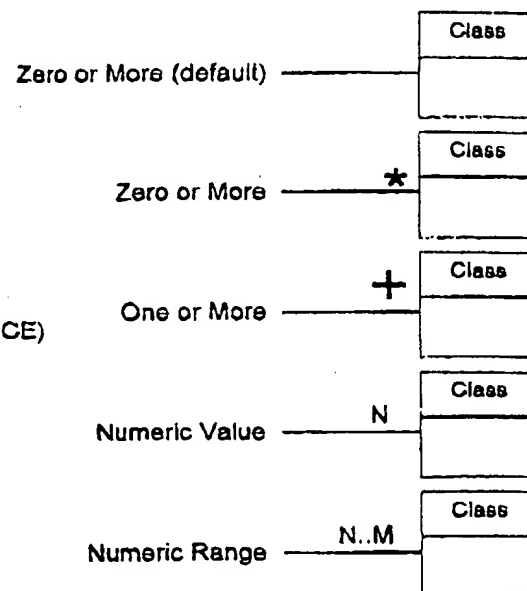 Class
Zero or More (default)
Class
*
Zero or More
Class
+
One or More
CE)
Class
N
Numeric Value
Class
N..M
Numeric Range